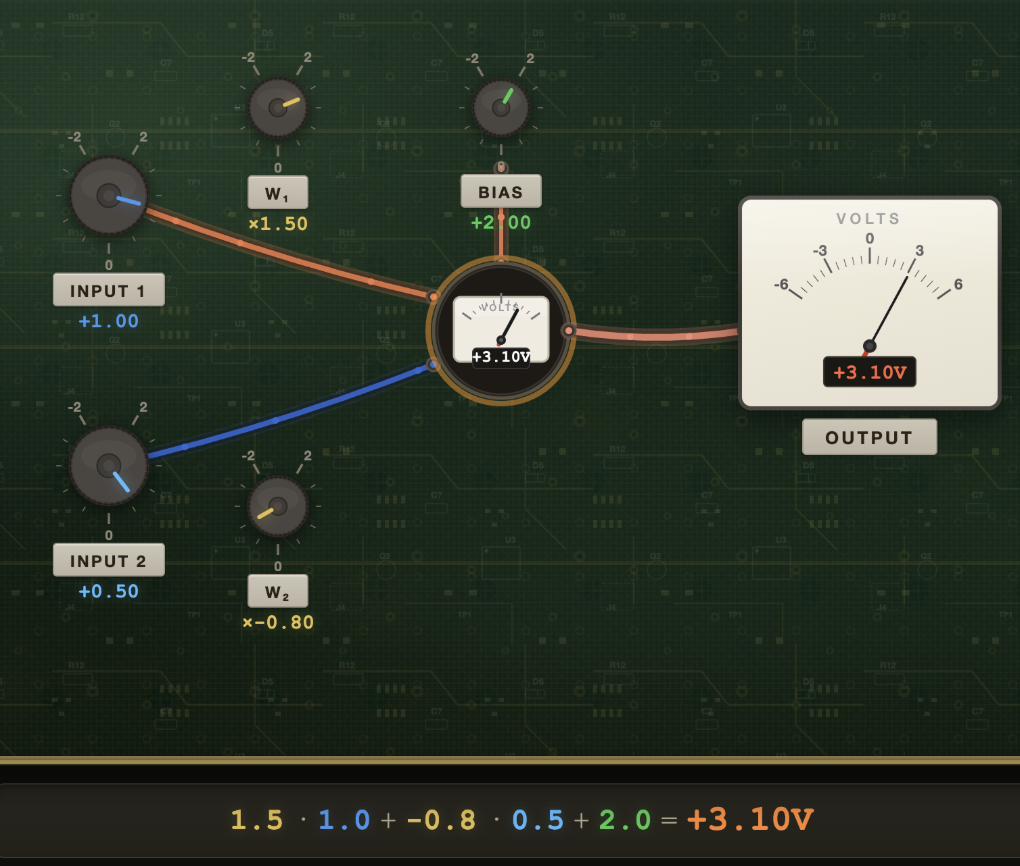 -2 2
W₁
0
×1.50
-2 2
0
BIAS
+2.00
-2 2
0
INPUT 1
+1.00
VOLTS
+3.10V
VOLTS
-6 -3 0 3 6
+3.10V
OUTPUT
-2 2
0
INPUT 2
+0.50
-2 2
0
W₂
×−0.80
1.5 · 1.0 + −0.8 · 0.5 + 2.0 = +3.10V